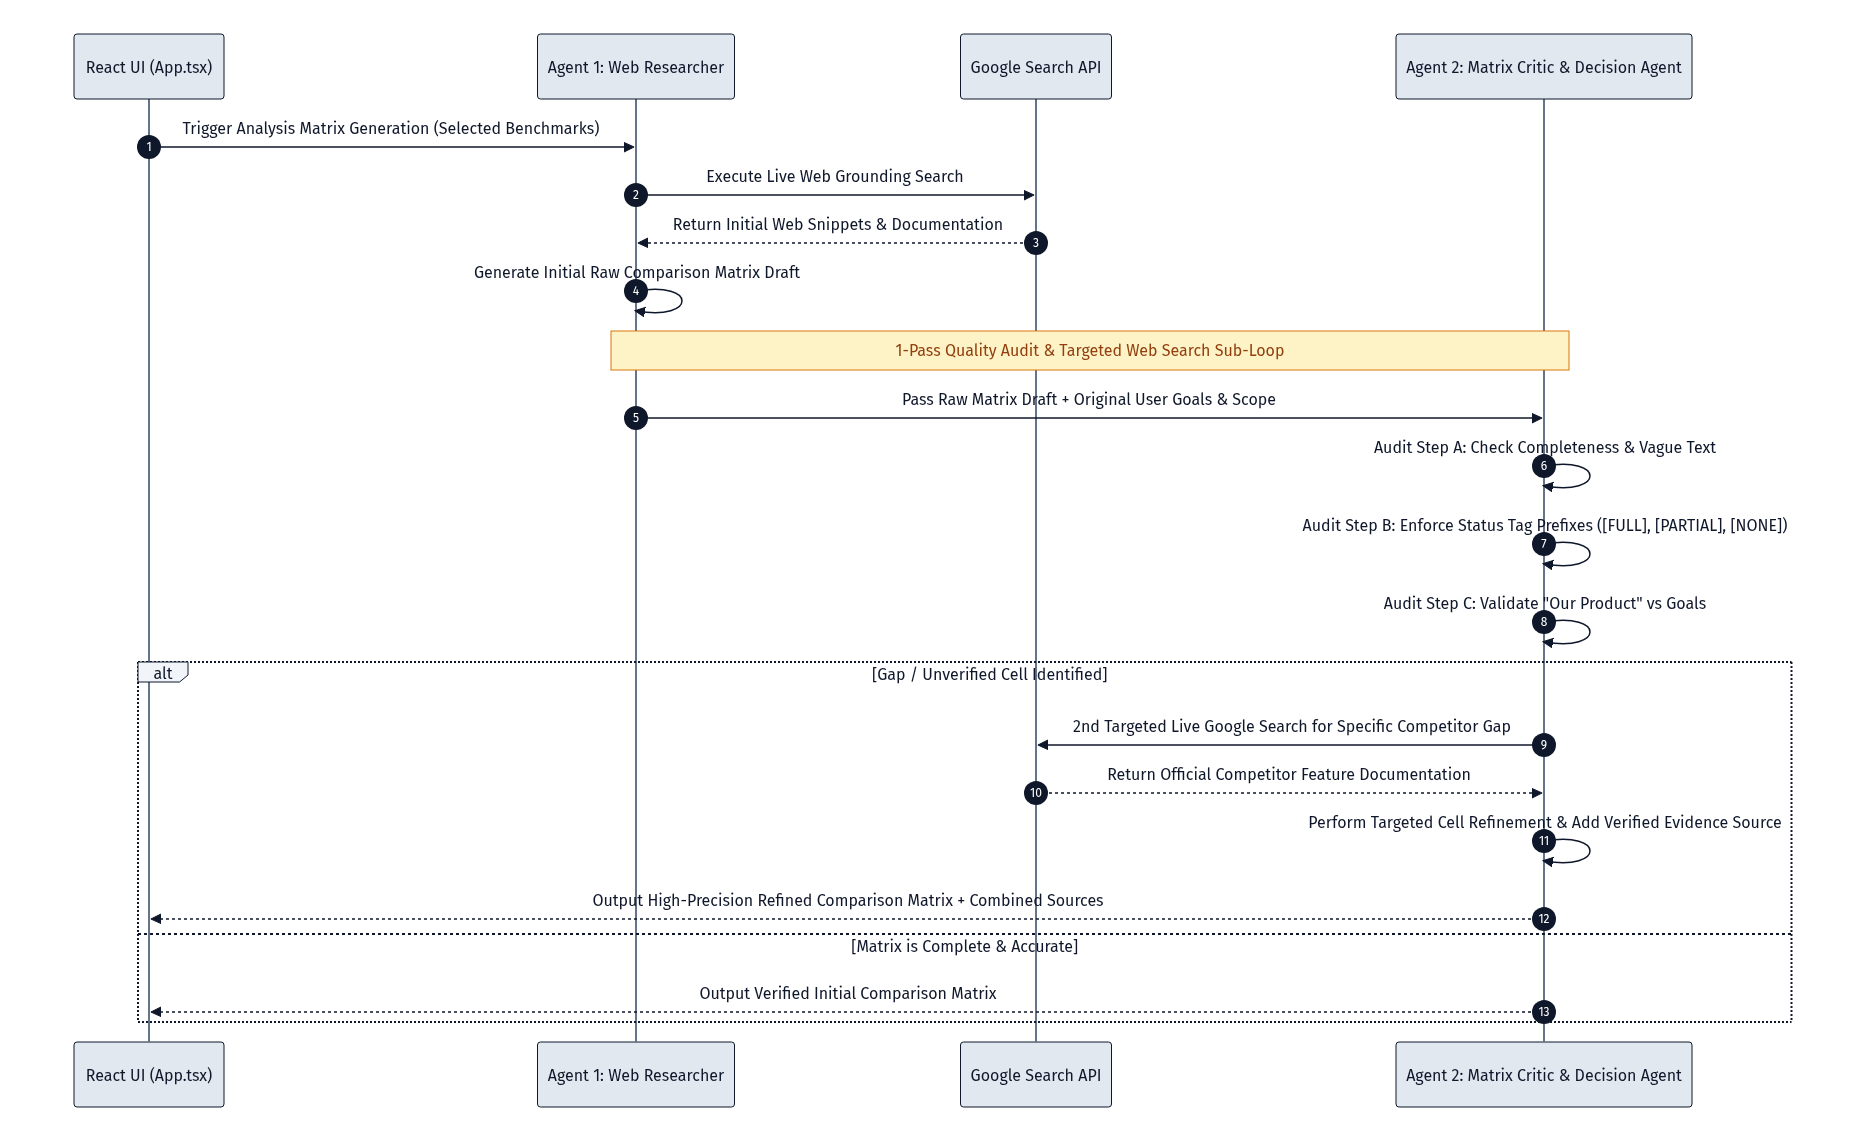 React UI (App.tsx)
Agent 1: Web Researcher
Google Search API
Agent 2: Matrix Critic & Decision Agent
Trigger Analysis Matrix Generation (Selected Benchmarks)
1
Execute Live Web Grounding Search
2
Return Initial Web Snippets & Documentation
3
Generate Initial Raw Comparison Matrix Draft
4
1-Pass Quality Audit & Targeted Web Search Sub-Loop
Pass Raw Matrix Draft + Original User Goals & Scope
5
Audit Step A: Check Completeness & Vague Text
6
Audit Step B: Enforce Status Tag Prefixes ([FULL], [PARTIAL], [NONE])
7
Audit Step C: Validate "Our Product" vs Goals
8
alt
[Gap / Unverified Cell Identified]
2nd Targeted Live Google Search for Specific Competitor Gap
9
Return Official Competitor Feature Documentation
10
Perform Targeted Cell Refinement & Add Verified Evidence Source
11
Output High-Precision Refined Comparison Matrix + Combined Sources
12
[Matrix is Complete & Accurate]
Output Verified Initial Comparison Matrix
13
React UI (App.tsx)
Agent 1: Web Researcher
Google Search API
Agent 2: Matrix Critic & Decision Agent